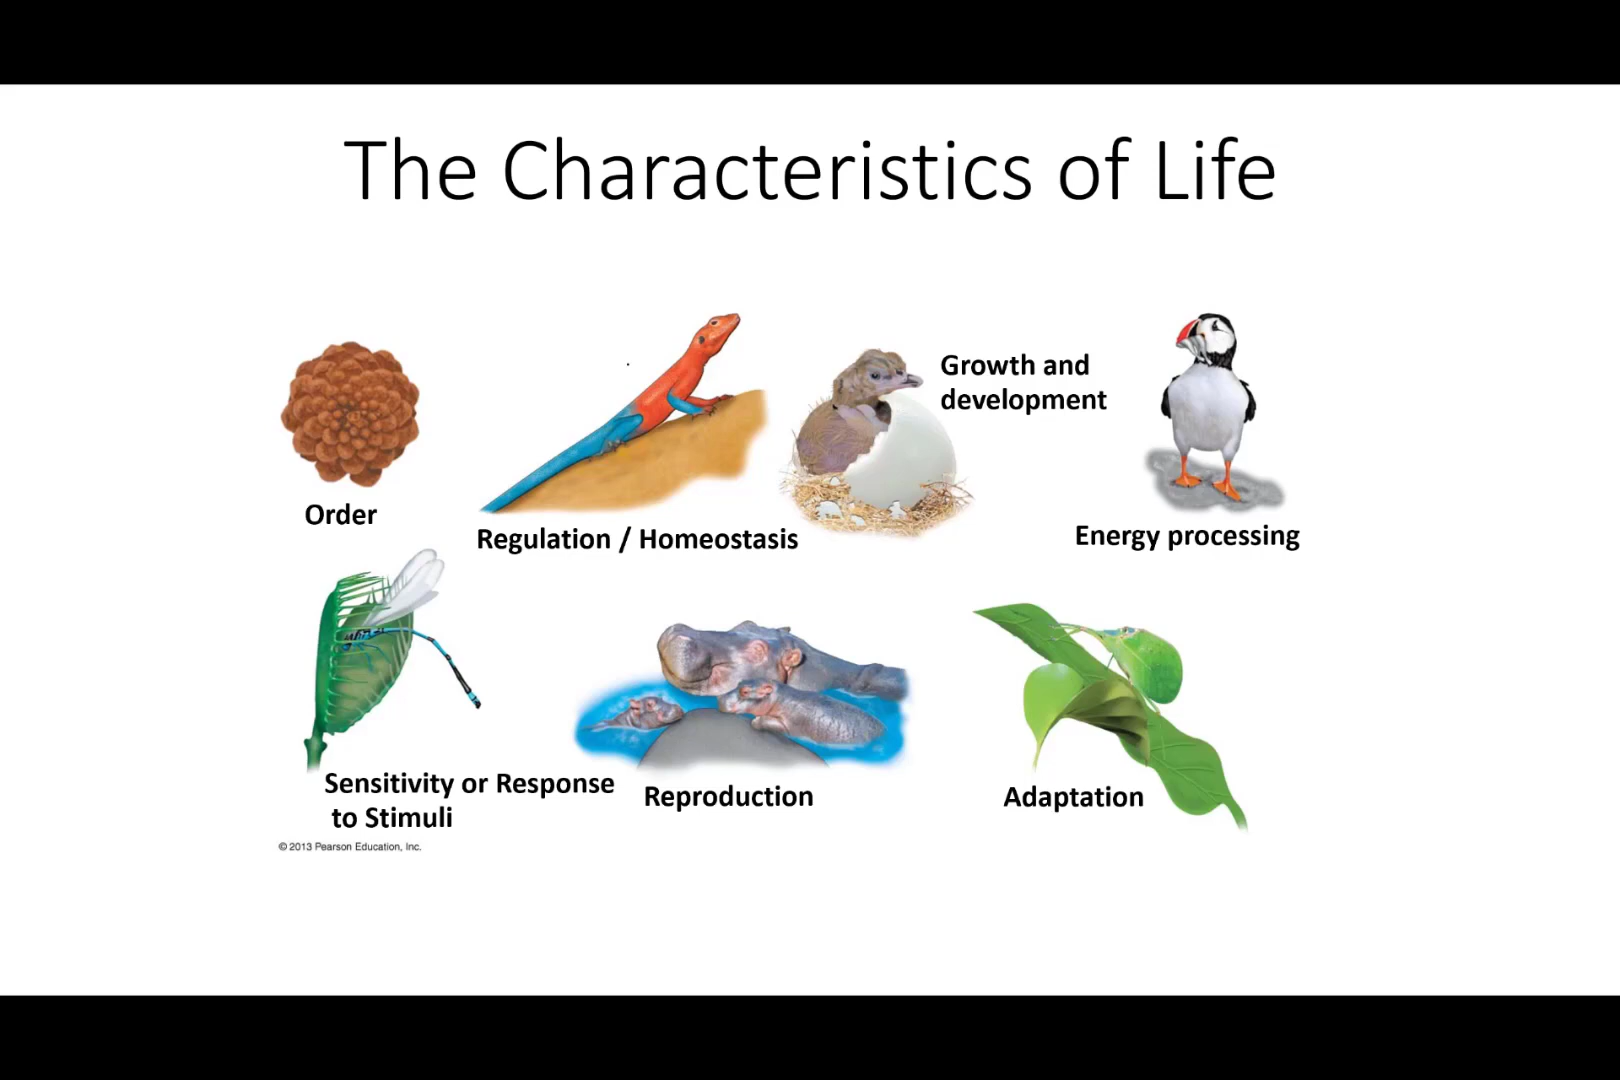 The Characteristics of Life
Order
Regulation / Homeostasis
Growth and
development
Energy processing
Sensitivity or Response
to Stimuli
Reproduction
Adaptation
© 2013 Pearson Education, Inc.